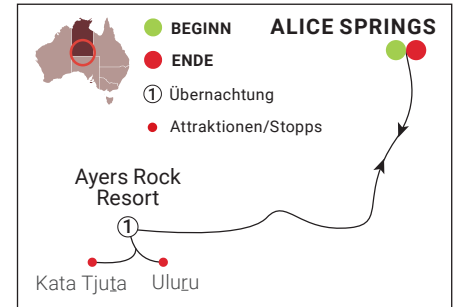 BEGINN
ENDE
1 Übernachtung
Attraktionen/Stopps
ALICE SPRINGS
Ayers Rock
Resort
1
Kata Tjuṯa
Uluṟu